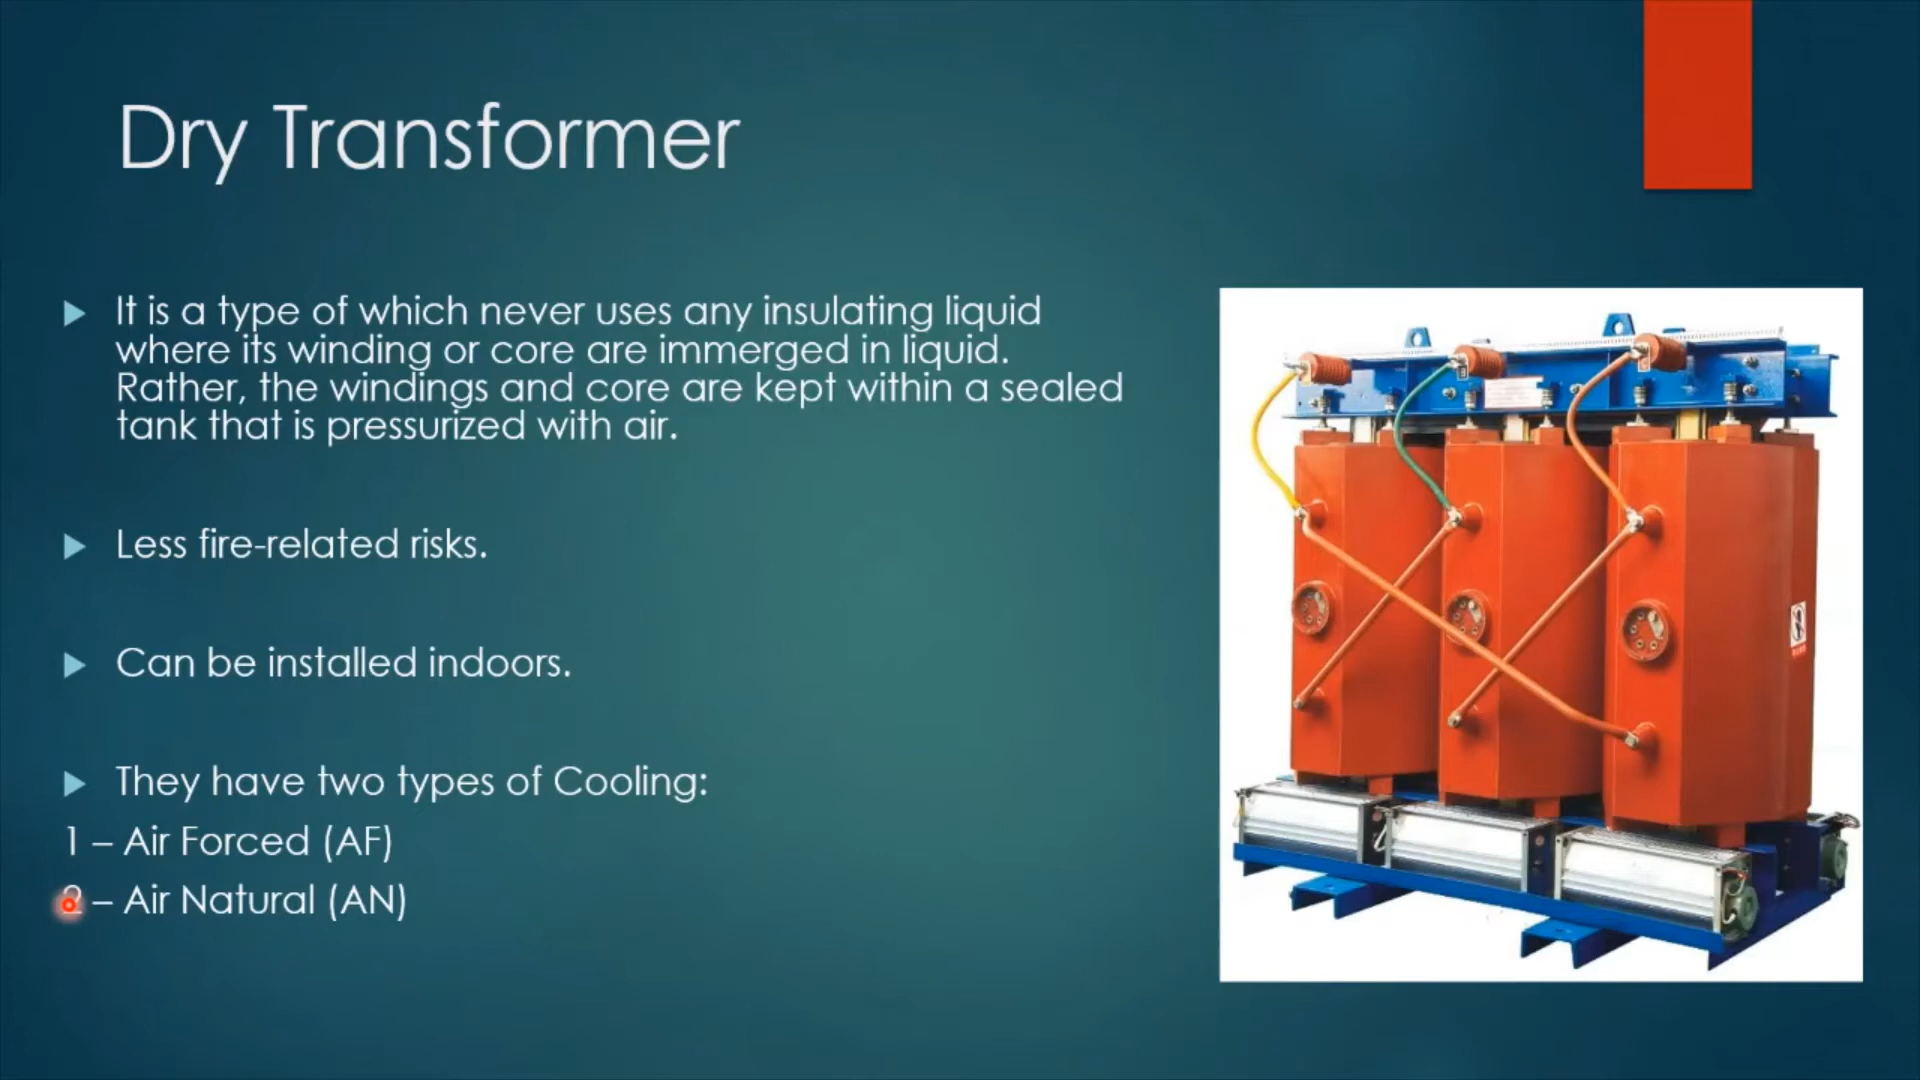 Dry Transformer
It is a type of which never uses any insulating liquid
where its winding or core are immerged in liquid.
Rather, the windings and core are kept within a sealed
tank that is pressurized with air.
Less fire-related risks.
Can be installed indoors.
They have two types of Cooling:
1 – Air Forced (AF)
2 – Air Natural (AN)